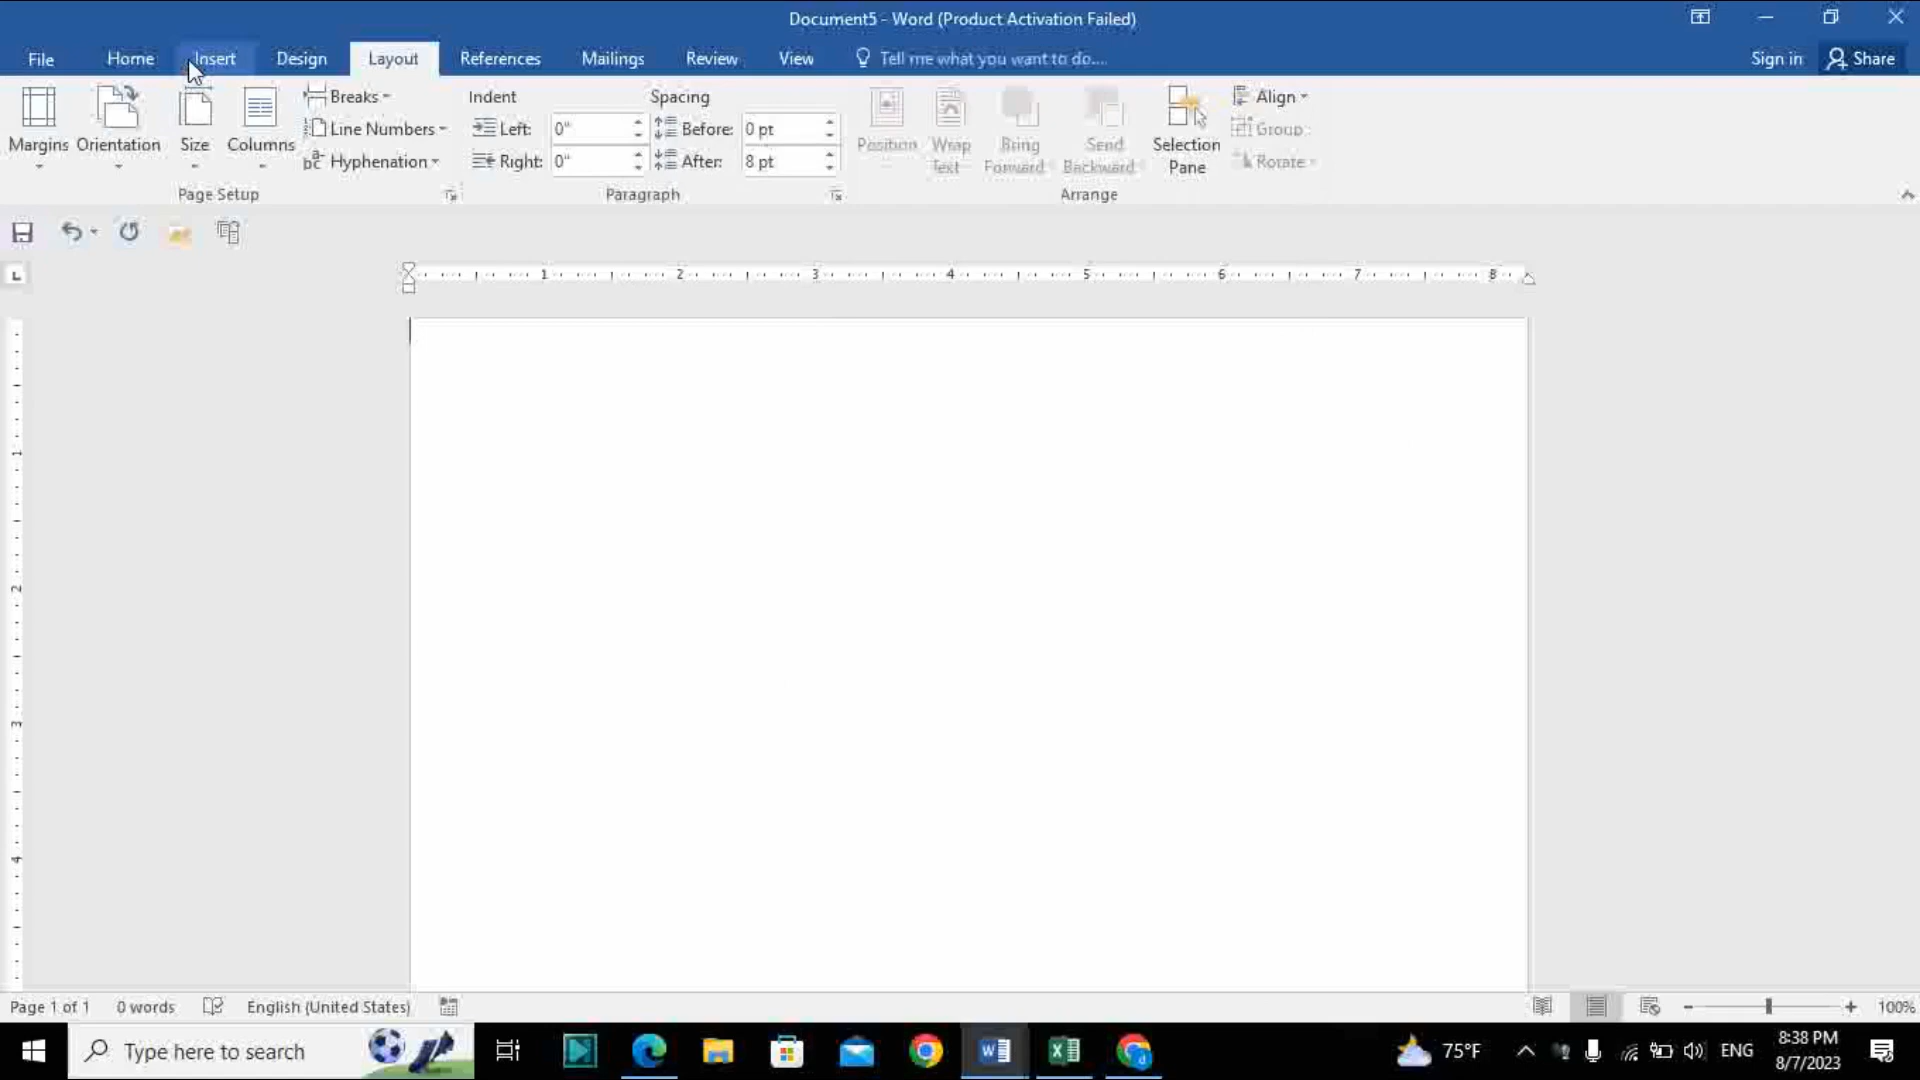 Document5 - Word (Product Activation Failed)
File Home Insert Design Layout References Mailings Review View Tell me what you want to do.... Sign in Share
Breaks Indent Spacing Align
Line Numbers Left: 0" Before: 0 pt Group
Margins Orientation Size Columns Position Wrap Text Bring Forward Send Backward Selection Pane
Hyphenation Right: 0" After: 8 pt Rotate
Page Setup Paragraph Arrange
L
1 2 3 4 5 6 7 8
1
2
3
4
Page 1 of 1 0 words English (United States) 100%
Type here to search 75°F ENG 8:38 PM
8/7/2023